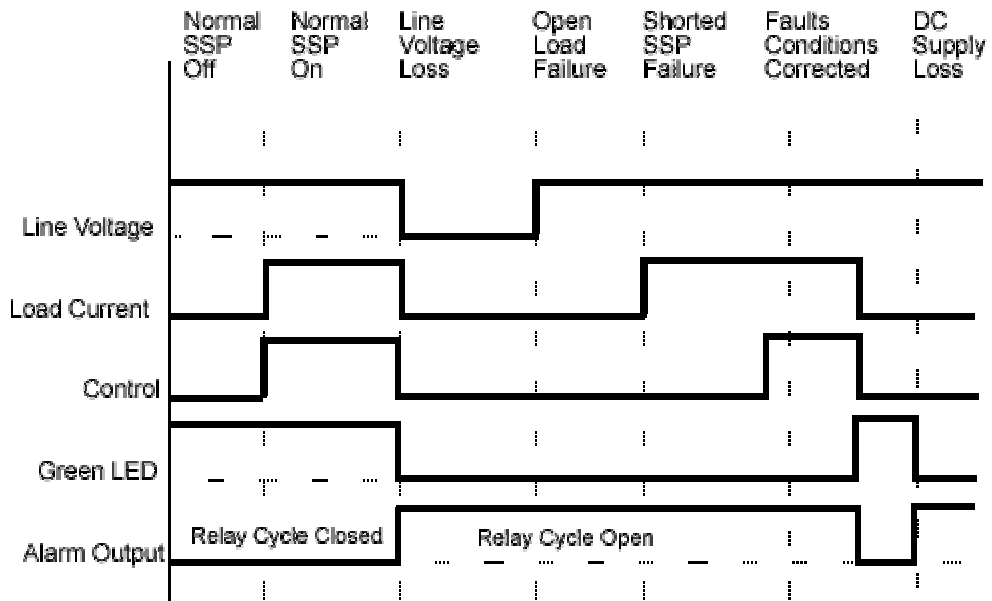 Normal SSP Off
Normal SSP On
Line Voltage Loss
Open Load Failure
Shorted SSP Failure
Faults Conditions Corrected
DC Supply Loss
Line Voltage
Load Current
Control
Green LED
Relay Cycle Closed
Relay Cycle Open
Alarm Output